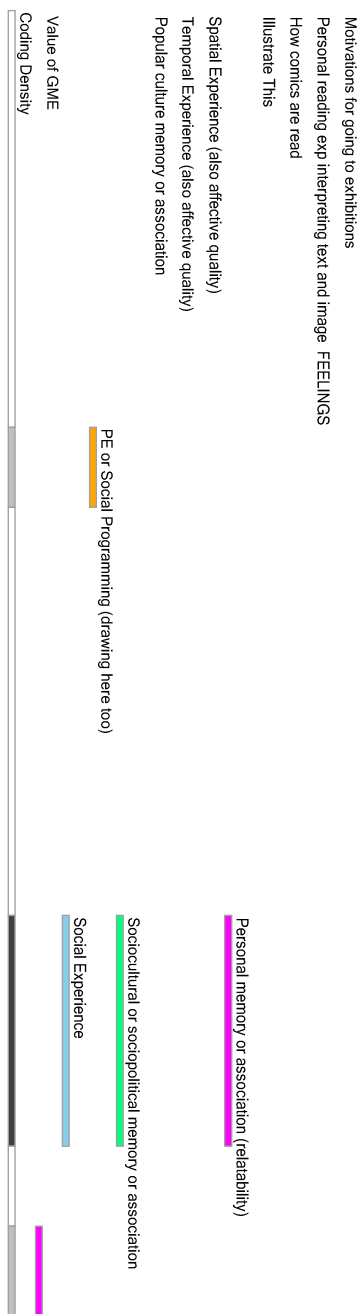 Motivations for going to exhibitions
Personal reading exp interpreting text and image FEELINGS
How comics are read
Illustrate This
Personal memory or association (relatability)
Spatial Experience (also affective quality)
Temporal Experience (also affective quality)
Popular culture memory or association
Sociocultural or sociopolitical memory or association
PE or Social Programming (drawing here too)
Social Experience
Value of GME
Coding Density